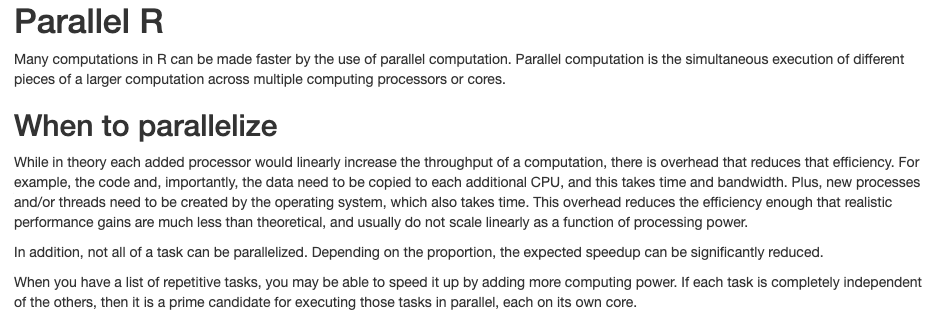 Parallel R
Many computations in R can be made faster by the use of parallel computation. Parallel computation is the simultaneous execution of different
pieces of a larger computation across multiple computing processors or cores.
When to parallelize
While in theory each added processor would linearly increase the throughput of a computation, there is overhead that reduces that efficiency. For
example, the code and, importantly, the data need to be copied to each additional CPU, and this takes time and bandwidth. Plus, new processes
and/or threads need to be created by the operating system, which also takes time. This overhead reduces the efficiency enough that realistic
performance gains are much less than theoretical, and usually do not scale linearly as a function of processing power.
In addition, not all of a task can be parallelized. Depending on the proportion, the expected speedup can be significantly reduced.
When you have a list of repetitive tasks, you may be able to speed it up by adding more computing power. If each task is completely independent
of the others, then it is a prime candidate for executing those tasks in parallel, each on its own core.